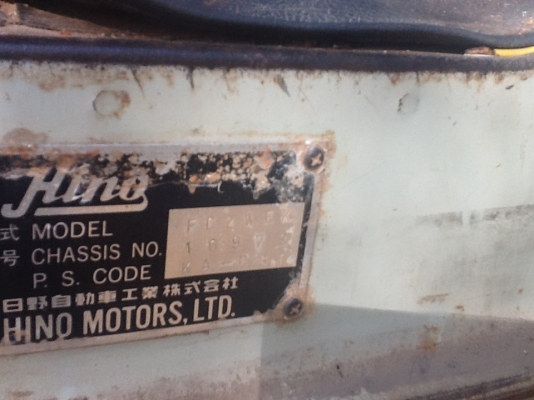 Hino
式 MODEL
号 CHASSIS NO.
P. S. CODE
日野自動車工業株式会社
HINO MOTORS, LTD.